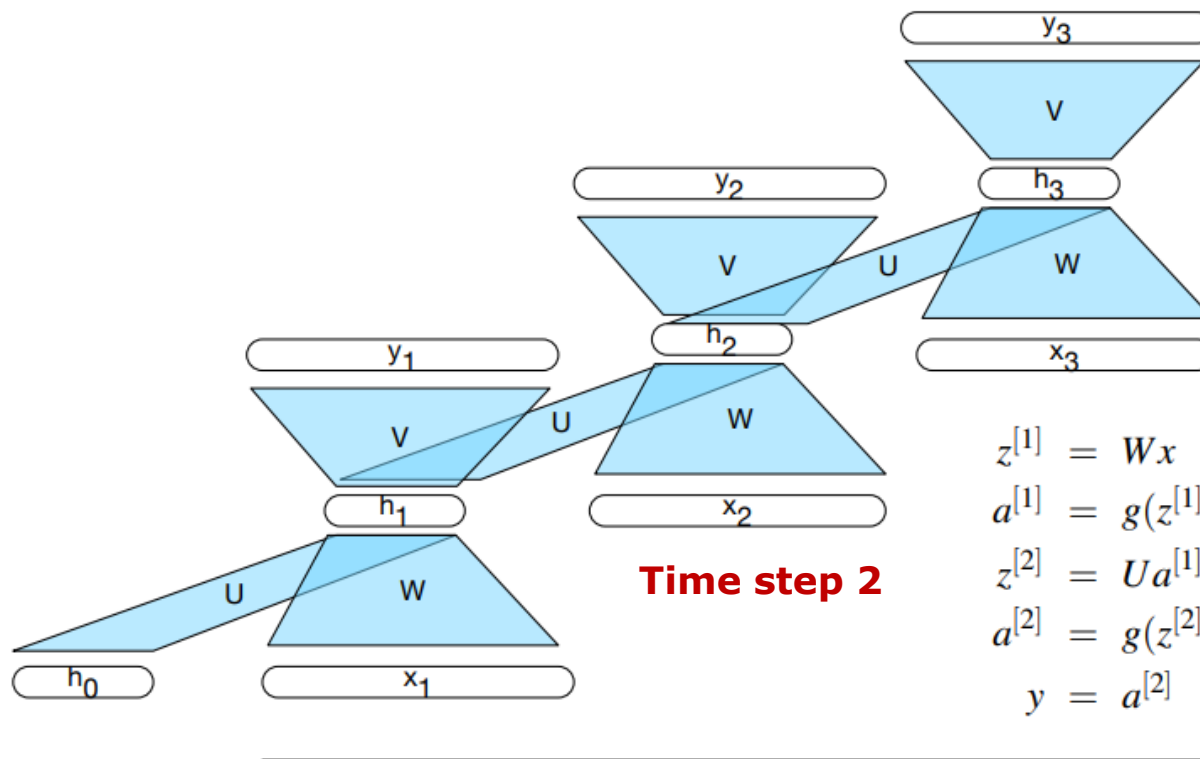 y₃
V
y₂
h₃
V
U
W
y₁
h₂
x₃
V
U
W
h₁
x₂
U
W
Time step 2
h₀
x₁
z^[1] = Wx
a^[1] = g(z^[1]
z^[2] = Ua^[1]
a^[2] = g(z^[2]
y = a^[2]